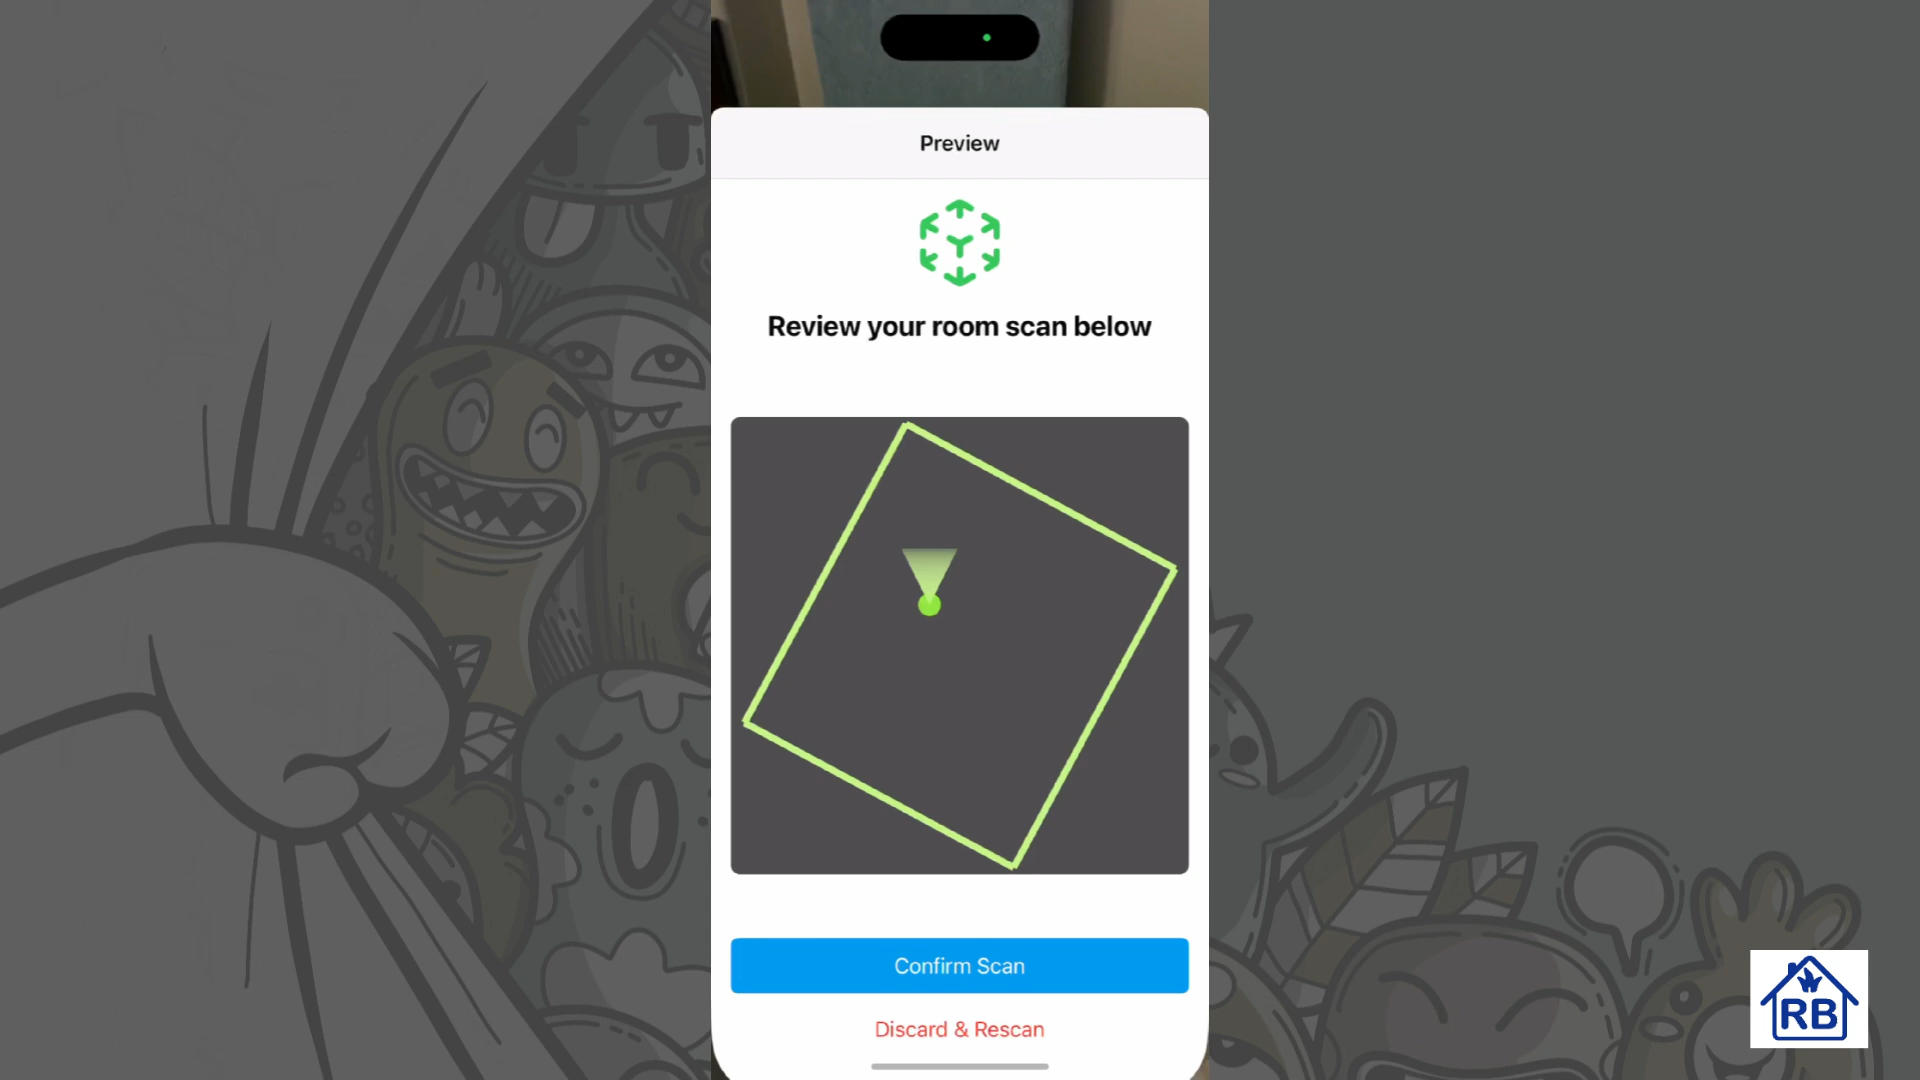 Preview
Review your room scan below
Confirm Scan
Discard & Rescan
RB